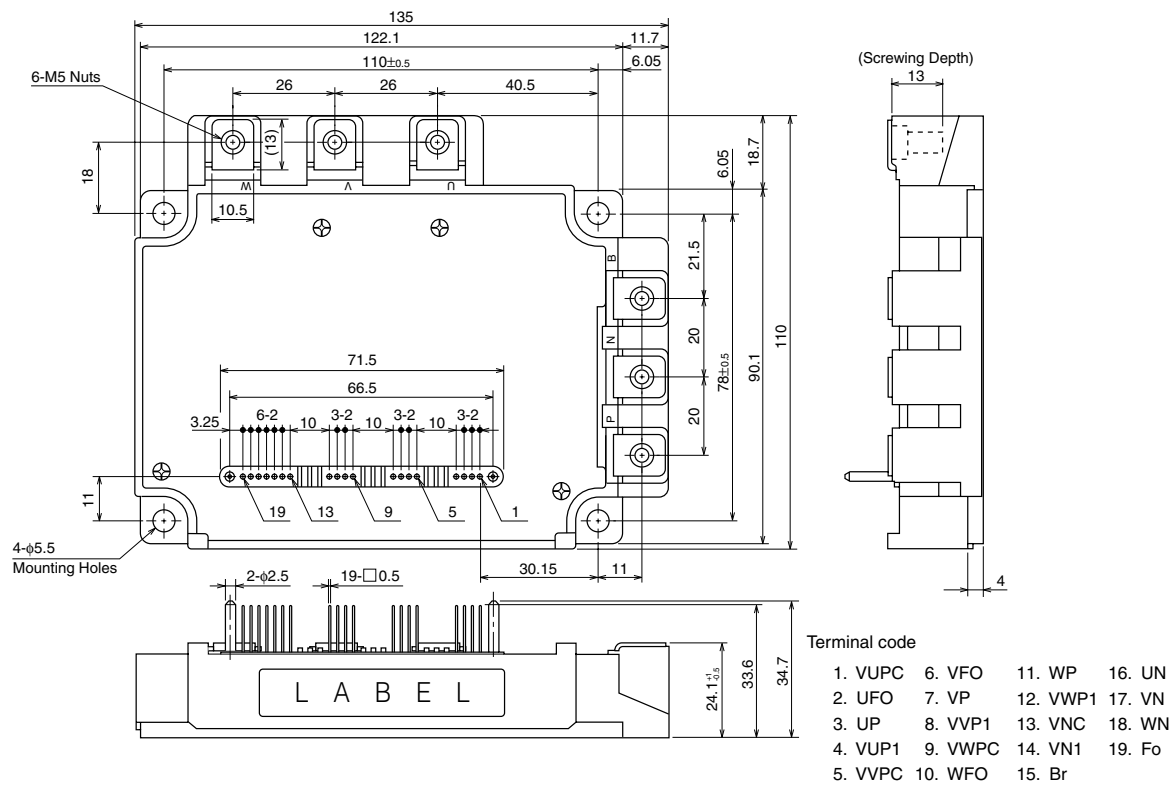 135
122.1
11.7
110±0.5
6.05
6-M5 Nuts
26
26
40.5
(Screwing Depth)
13
(13)
18
10.5
W
V
U
6.05
18.7
B
21.5
N
20
P
20
78±0.5
90.1
110
71.5
66.5
3.25
6-2
10
3-2
10
3-2
10
3-2
11
19
13
9
5
1
4-ϕ5.5
Mounting Holes
30.15
11
4
2-ϕ2.5
19-□0.5
LABEL
24.1 +1 -0.5
33.6
34.7
Terminal code
1. VUPC
2. UFO
3. UP
4. VUP1
5. VVPC
6. VFO
7. VP
8. VVP1
9. VWPC
10. WFO
11. WP
12. VWP1
13. VNC
14. VN1
15. Br
16. UN
17. VN
18. WN
19. Fo